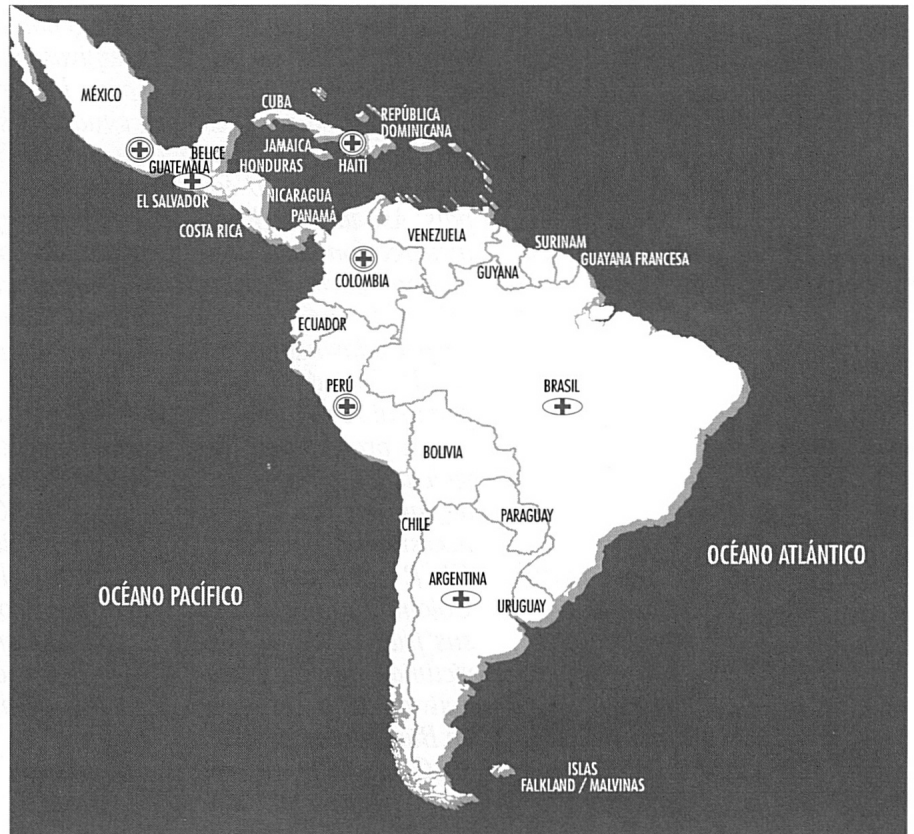 MÉXICO
CUBA
REPÚBLICA
DOMINICANA
JAMAICA
HAITÍ
BELICE
GUATEMALA
HONDURAS
EL SALVADOR
NICARAGUA
PANAMÁ
COSTA RICA
VENEZUELA
SURINAM
GUYANA
GUAYANA FRANCESA
COLOMBIA
ECUADOR
PERÚ
BRASIL
BOLIVIA
PARAGUAY
CHILE
OCÉANO ATLÁNTICO
ARGENTINA
OCÉANO PACÍFICO
URUGUAY
ISLAS
FALKLAND / MALVINAS